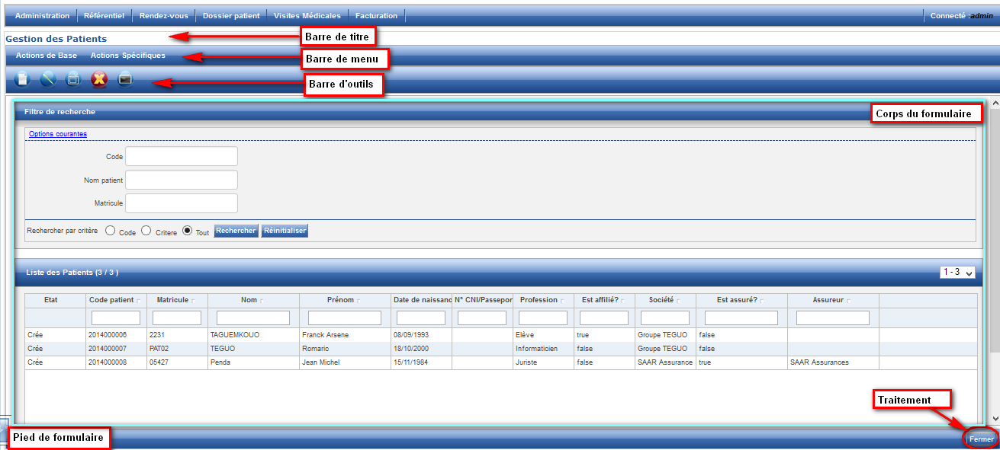 Administration Référentiel Rendez-vous Dossier patient Visites Médicales Facturation Connecté :admin
Gestion des Patients
Barre de titre
Actions de Base Actions Spécifiques
Barre de menu
Barre d'outils
Filtre de recherche
Corps du formulaire
Options courantes
Code
Nom patient
Matricule
Rechercher par critère Code Critere Tout Rechercher Réinitialiser
Liste des Patients (3 / 3 ) 1 - 3
Etat Code patient Matricule Nom Prénom Date de naissanc N° CNI/Passepor Profession Est affilié? Société Est assuré? Assureur
Crée 2014000006 2231 TAGUEMKOUO Franck Arsene 08/09/1993 Elève true Groupe TEGUO false
Crée 2014000007 PAT02 TEGUO Romaric 18/10/2000 Informaticien false Groupe TEGUO false
Crée 2014000008 05427 Penda Jean Michel 15/11/1984 Juriste false SAAR Assurance true SAAR Assurances
Traitement
Pied de formulaire
Fermer